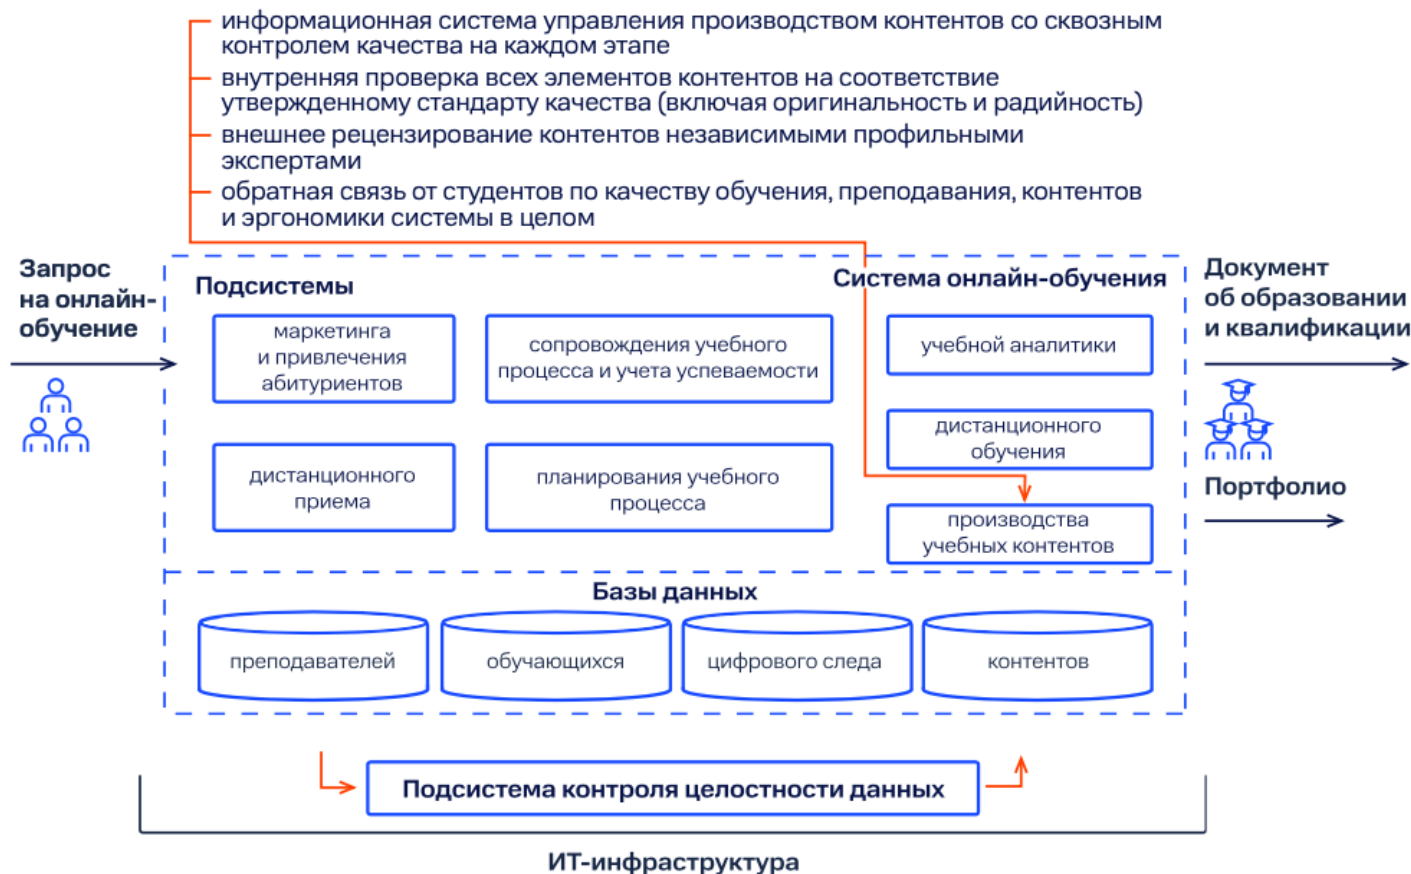 информационная система управления производством контентов со сквозным
контролем качества на каждом этапе
внутренняя проверка всех элементов контентов на соответствие
утвержденному стандарту качества (включая оригинальность и радийность)
внешнее рецензирование контентов независимыми профильными
экспертами
обратная связь от студентов по качеству обучения, преподавания, контентов
и эргономики системы в целом
Запрос
на онлайн-
обучение
Подсистемы
маркетинга
и привлечения
абитуриентов
сопровождения учебного
процесса и учета успеваемости
дистанционного
приема
планирования учебного
процесса
Система онлайн-обучения
учебной аналитики
дистанционного
обучения
производства
учебных контентов
Документ
об образовании
и квалификации
Портфолио
Базы данных
преподавателей
обучающихся
цифрового следа
контентов
Подсистема контроля целостности данных
ИТ-инфраструктура